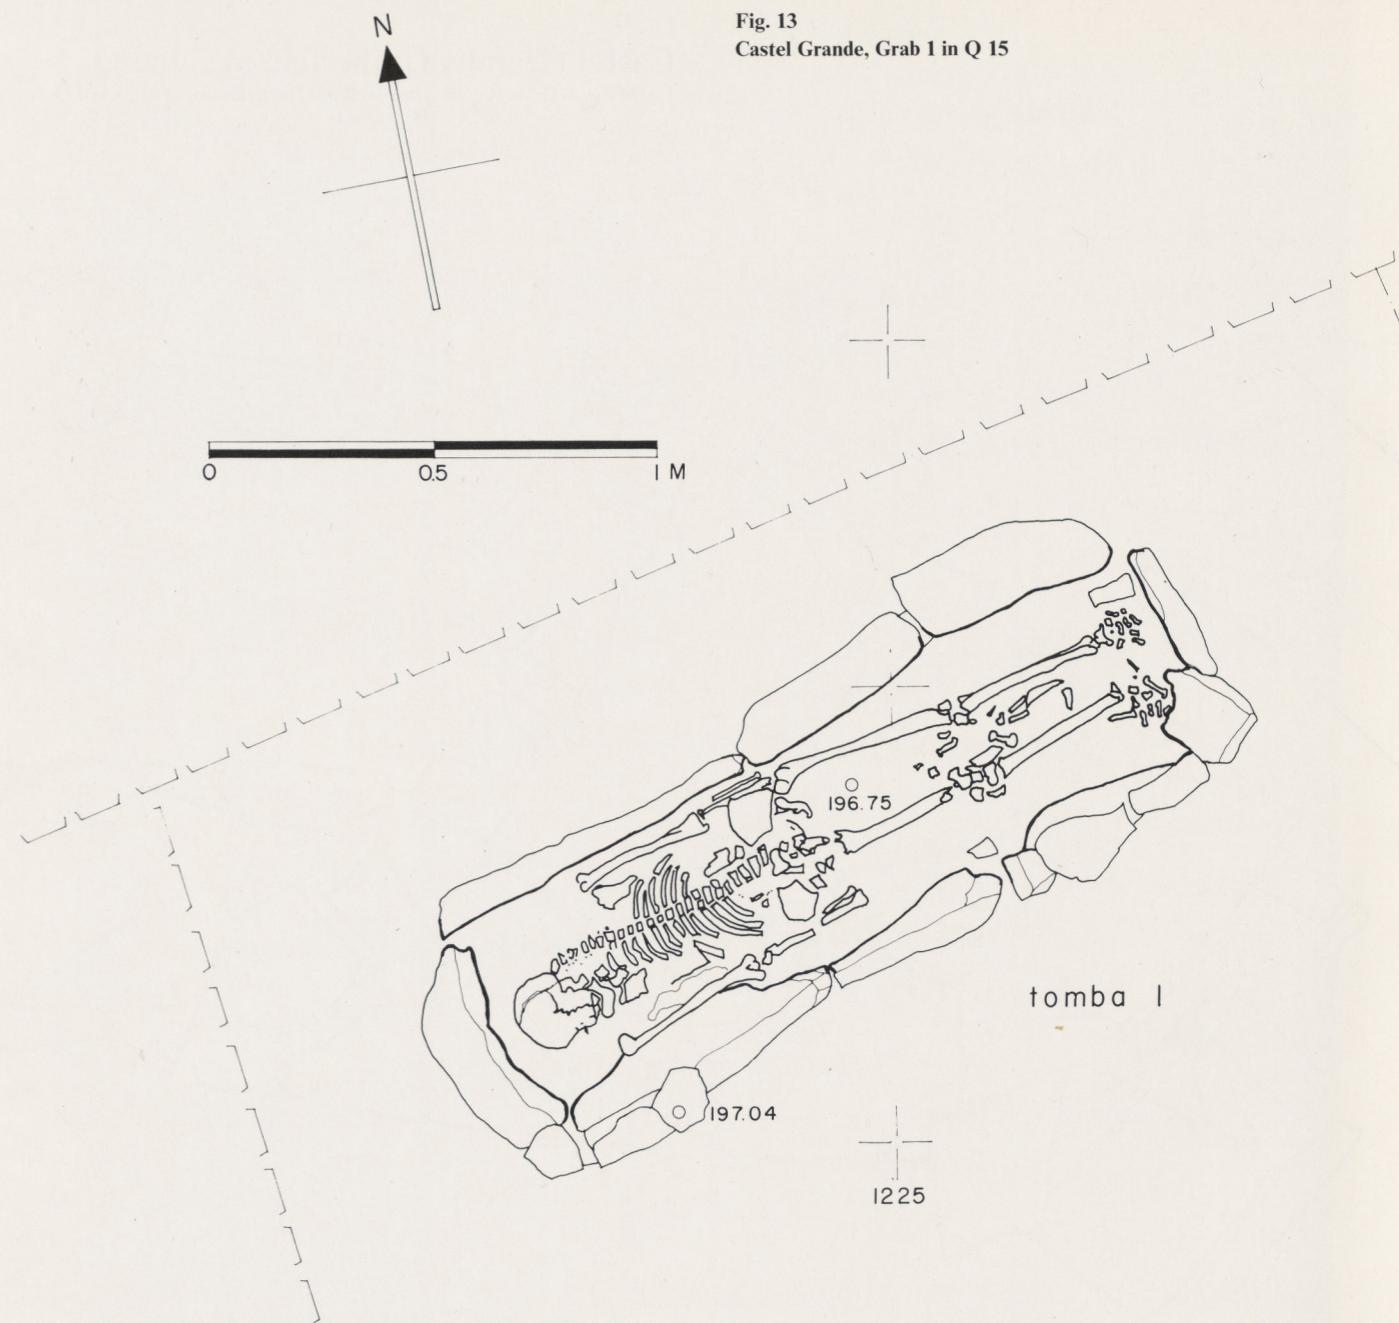 N
Fig. 13
Castel Grande, Grab 1 in Q 15
0 0.5 1 M
196.75
tomba 1
197.04
1225